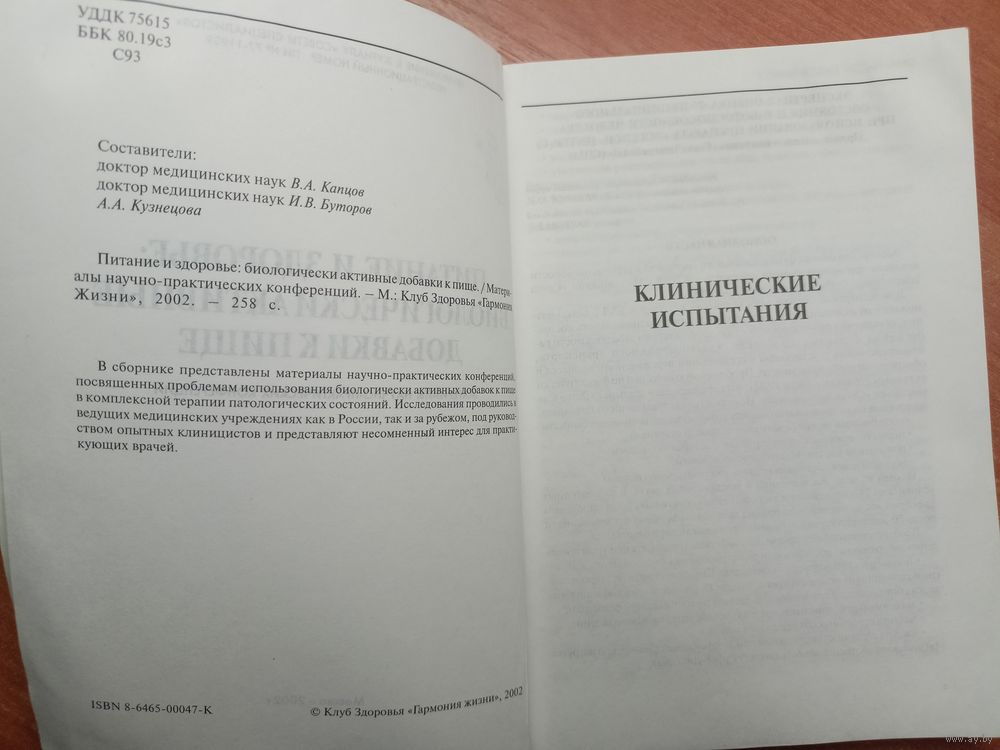 УДДК 75615
ББК 80.19с3
С93
Составители:
доктор медицинских наук В.А. Капцов
доктор медицинских наук И.В. Буторов
А.А. Кузнецова
Питание и здоровье: биологически активные добавки к пище. / Матери-
алы научно-практических конференций. – М.: Клуб Здоровья «Гармония
Жизни», 2002. – 258 с.
В сборнике представлены материалы научно-практических конференций,
посвященных проблемам использования биологически активных добавок к пище
в комплексной терапии патологических состояний. Исследования проводились в
ведущих медицинских учреждениях как в России, так и за рубежом, под руковод-
ством опытных клиницистов и представляют несомненный интерес для практи-
кующих врачей.
ISBN 8-6465-00047-К
© Клуб Здоровья «Гармония жизни», 2002
КЛИНИЧЕСКИЕ
ИСПЫТАНИЯ
www.ay.by